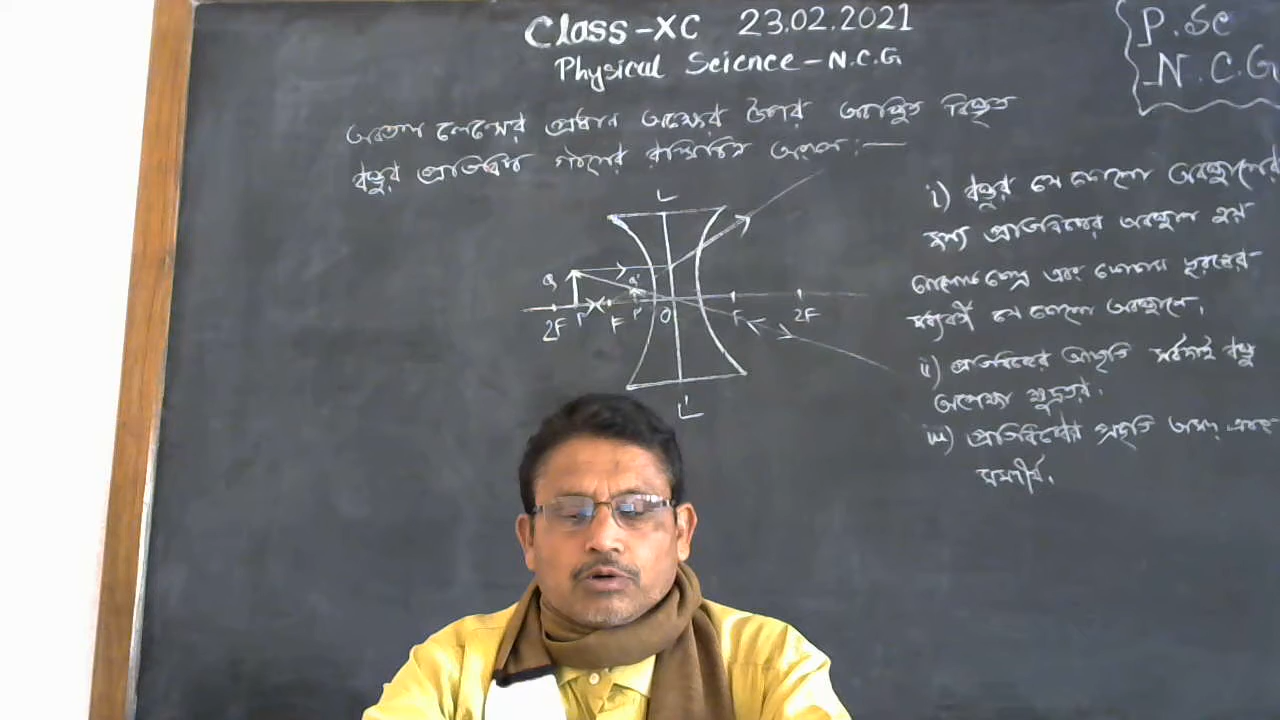 Class-XC 23.02.2021
Physical Science-N.C.G
P.Sc
N.C.G
অবতল লেন্সের প্রধান অক্ষের উপর অবস্থিত বিস্তৃত
বস্তুর প্রতিবিম্ব গঠনের রশ্মিচিত্র অঙ্কন:—
L
Q
Q'
2F P F P' O F 2F
L'
i) বস্তুর যে কোনো অবস্থানের
জন্য প্রতিবিম্বের অবস্থান হয়
আলোককেন্দ্র এবং ফোকাস দূরত্বের
মধ্যবর্তী যে কোনো অবস্থানে।
ii) প্রতিবিম্বের আকৃতি সর্বদাই বস্তু
অপেক্ষা ক্ষুদ্রতর।
iii) প্রতিবিম্বের প্রকৃতি অসদ্ এবং
সমশীর্ষ।